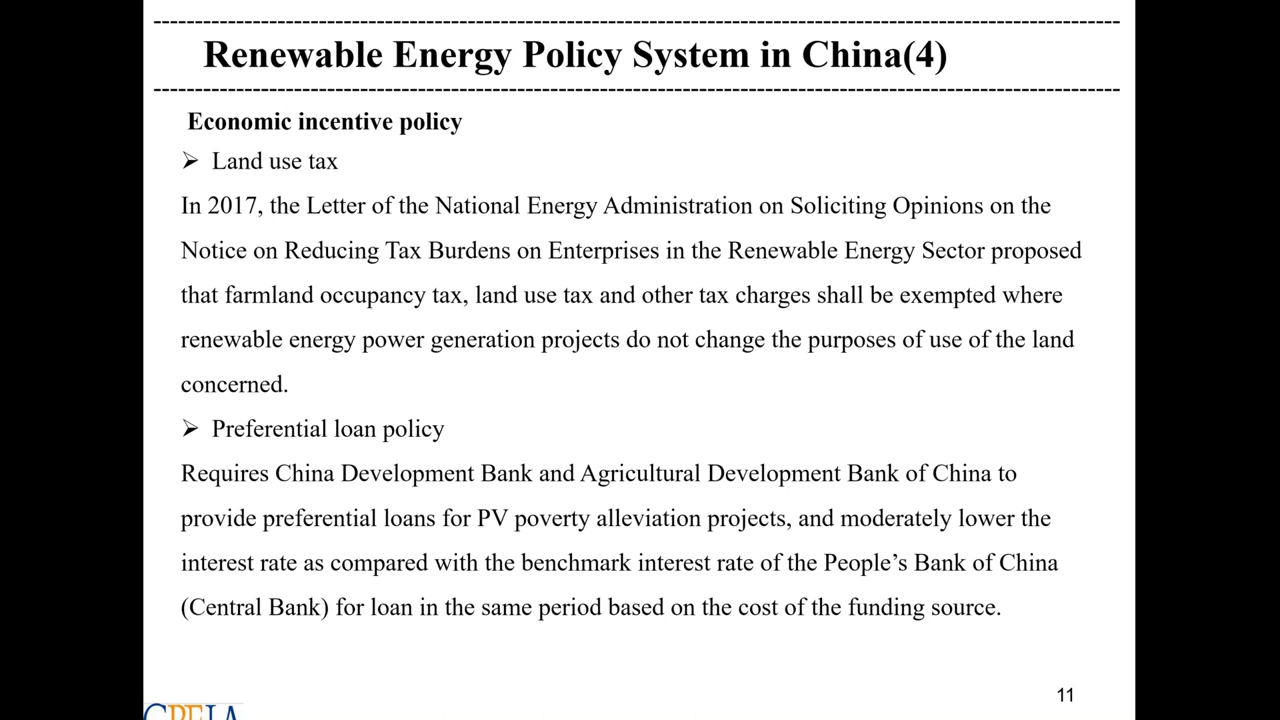 Renewable Energy Policy System in China(4)
Economic incentive policy
➢ Land use tax
In 2017, the Letter of the National Energy Administration on Soliciting Opinions on the
Notice on Reducing Tax Burdens on Enterprises in the Renewable Energy Sector proposed
that farmland occupancy tax, land use tax and other tax charges shall be exempted where
renewable energy power generation projects do not change the purposes of use of the land
concerned.
➢ Preferential loan policy
Requires China Development Bank and Agricultural Development Bank of China to
provide preferential loans for PV poverty alleviation projects, and moderately lower the
interest rate as compared with the benchmark interest rate of the People’s Bank of China
(Central Bank) for loan in the same period based on the cost of the funding source.
11